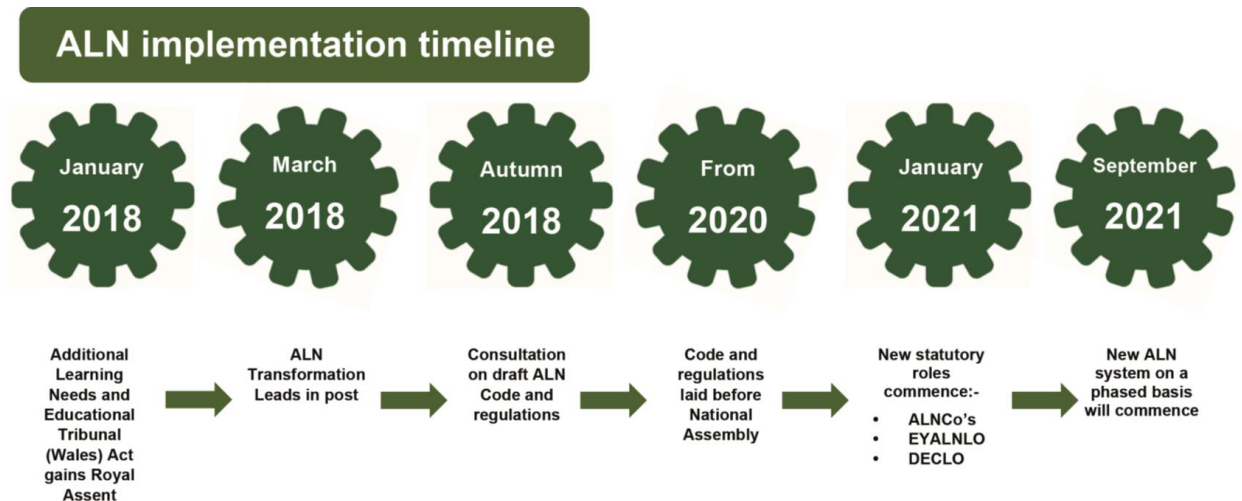 ALN implementation timeline
January
2018
March
2018
Autumn
2018
From
2020
January
2021
September
2021
Additional
Learning
Needs and
Educational
Tribunal
(Wales) Act
gains Royal
Assent
ALN
Transformation
Leads in post
Consultation
on draft ALN
Code and
regulations
Code and
regulations
laid before
National
Assembly
New statutory
roles
commence:-
• ALNCo’s
• EYALNLO
• DECLO
New ALN
system on a
phased basis
will commence